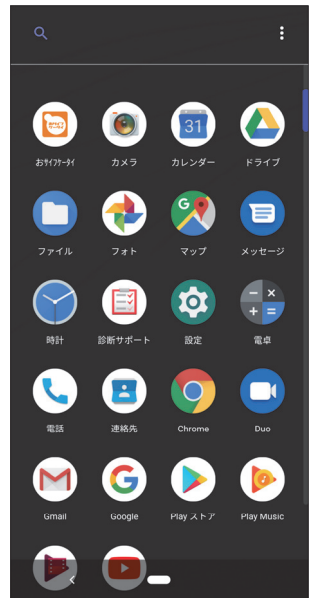 おサイフケータイ
31
カメラ カレンダー ドライブ
G
ファイル フォト マップ メッセージ
時計 診断サポート 設定 電卓
電話 連絡先 Chrome Duo
G
Gmail Google Play ストア Play Music